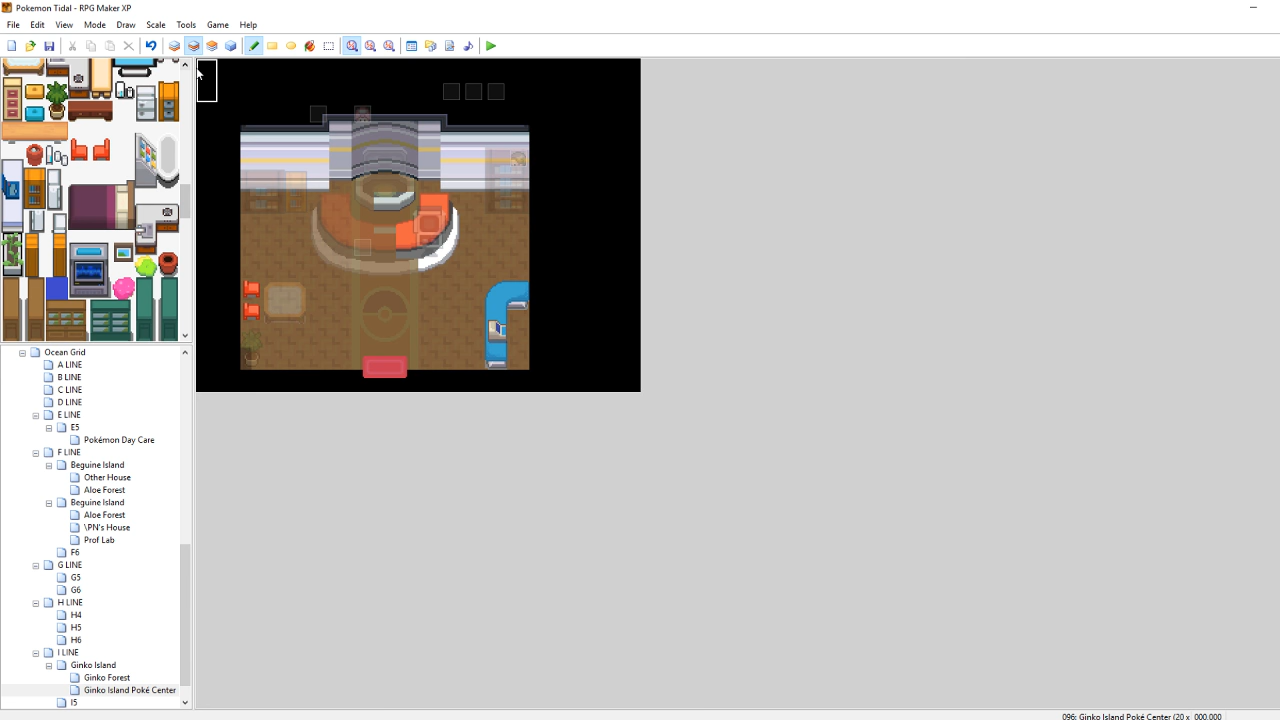 Pokemon Tidal - RPG Maker XP
File Edit View Mode Draw Scale Tools Game Help
Ocean Grid
A LINE
B LINE
C LINE
D LINE
E LINE
E5
Pokémon Day Care
F LINE
Beguine Island
Other House
Aloe Forest
Beguine Island
Aloe Forest
\PN's House
Prof Lab
F6
G LINE
G5
G6
H LINE
H4
H5
H6
I LINE
Ginko Island
Ginko Forest
Ginko Island Poké Center
I5
096: Ginko Island Poké Center (20 x 000,000